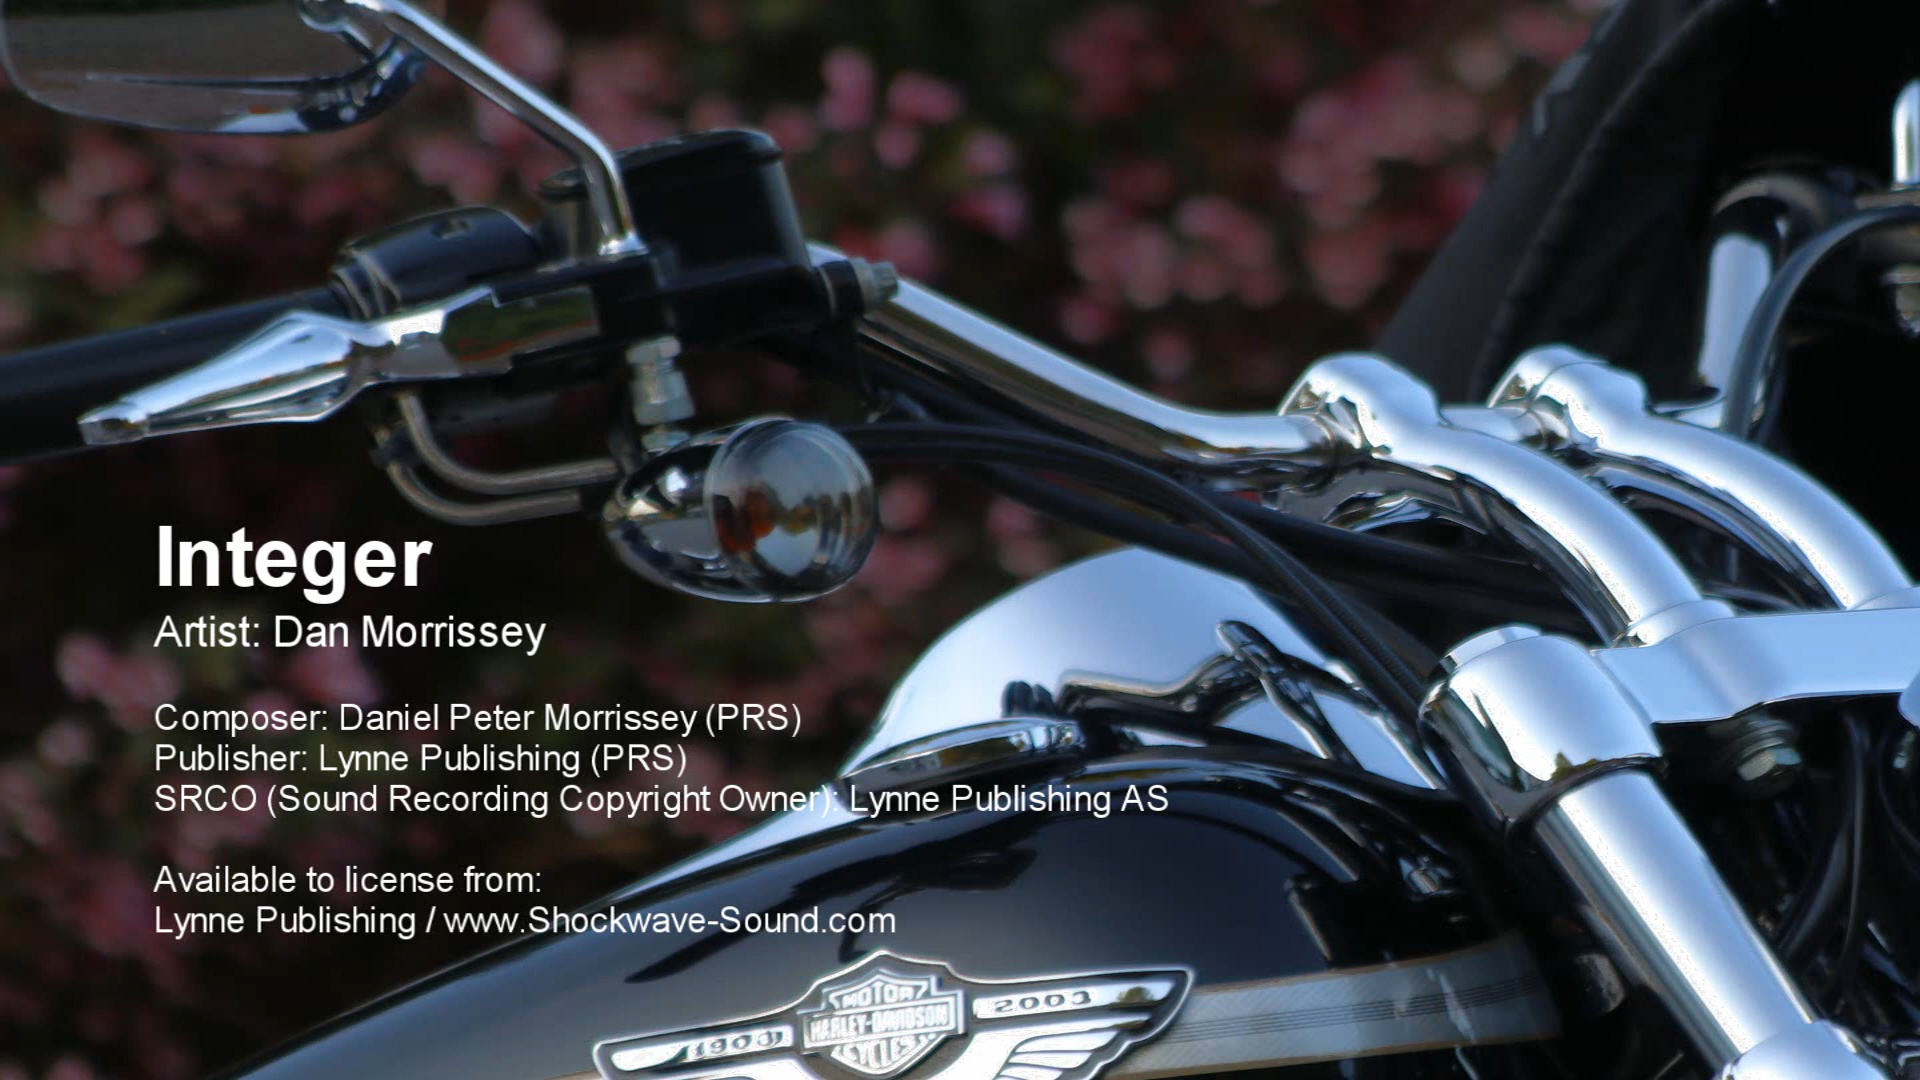 Integer
Artist: Dan Morrissey
Composer: Daniel Peter Morrissey (PRS)
Publisher: Lynne Publishing (PRS)
SRCO (Sound Recording Copyright Owner): Lynne Publishing AS
Available to license from:
Lynne Publishing / www.Shockwave-Sound.com
MOTOR
1903 HARLEY-DAVIDSON 2003
CYCLES